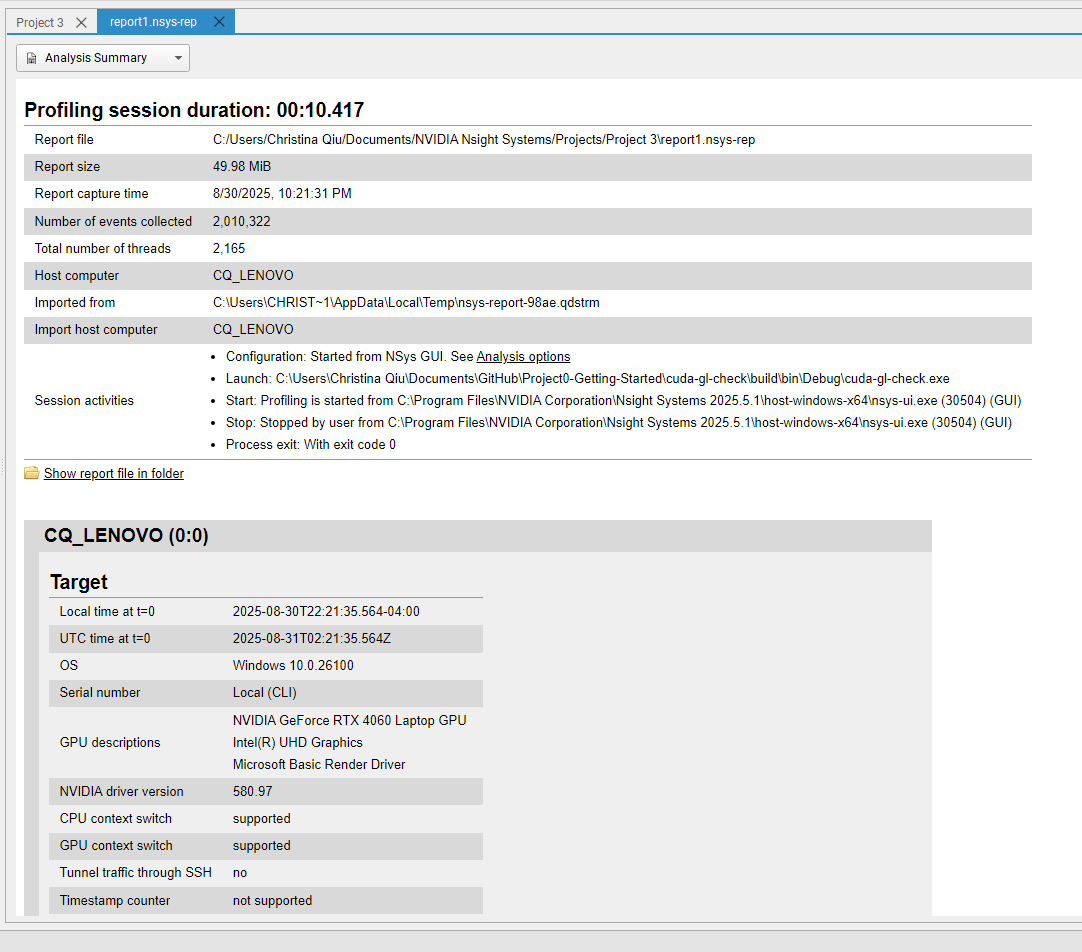 Project 3
report1.nsys-rep
Analysis Summary
Profiling session duration: 00:10.417
Report file C:/Users/Christina Qiu/Documents/NVIDIA Nsight Systems/Projects/Project 3\report1.nsys-rep
Report size 49.98 MiB
Report capture time 8/30/2025, 10:21:31 PM
Number of events collected 2,010,322
Total number of threads 2,165
Host computer CQ_LENOVO
Imported from C:\Users\CHRIST~1\AppData\Local\Temp\nsys-report-98ae.qdstrm
Import host computer CQ_LENOVO
Session activities
• Configuration: Started from NSys GUI. See Analysis options
• Launch: C:\Users\Christina Qiu\Documents\GitHub\Project0-Getting-Started\cuda-gl-check\build\bin\Debug\cuda-gl-check.exe
• Start: Profiling is started from C:\Program Files\NVIDIA Corporation\Nsight Systems 2025.5.1\host-windows-x64\nsys-ui.exe (30504) (GUI)
• Stop: Stopped by user from C:\Program Files\NVIDIA Corporation\Nsight Systems 2025.5.1\host-windows-x64\nsys-ui.exe (30504) (GUI)
• Process exit: With exit code 0
Show report file in folder
CQ_LENOVO (0:0)
Target
Local time at t=0 2025-08-30T22:21:35.564-04:00
UTC time at t=0 2025-08-31T02:21:35.564Z
OS Windows 10.0.26100
Serial number Local (CLI)
GPU descriptions
NVIDIA GeForce RTX 4060 Laptop GPU
Intel(R) UHD Graphics
Microsoft Basic Render Driver
NVIDIA driver version 580.97
CPU context switch supported
GPU context switch supported
Tunnel traffic through SSH no
Timestamp counter not supported